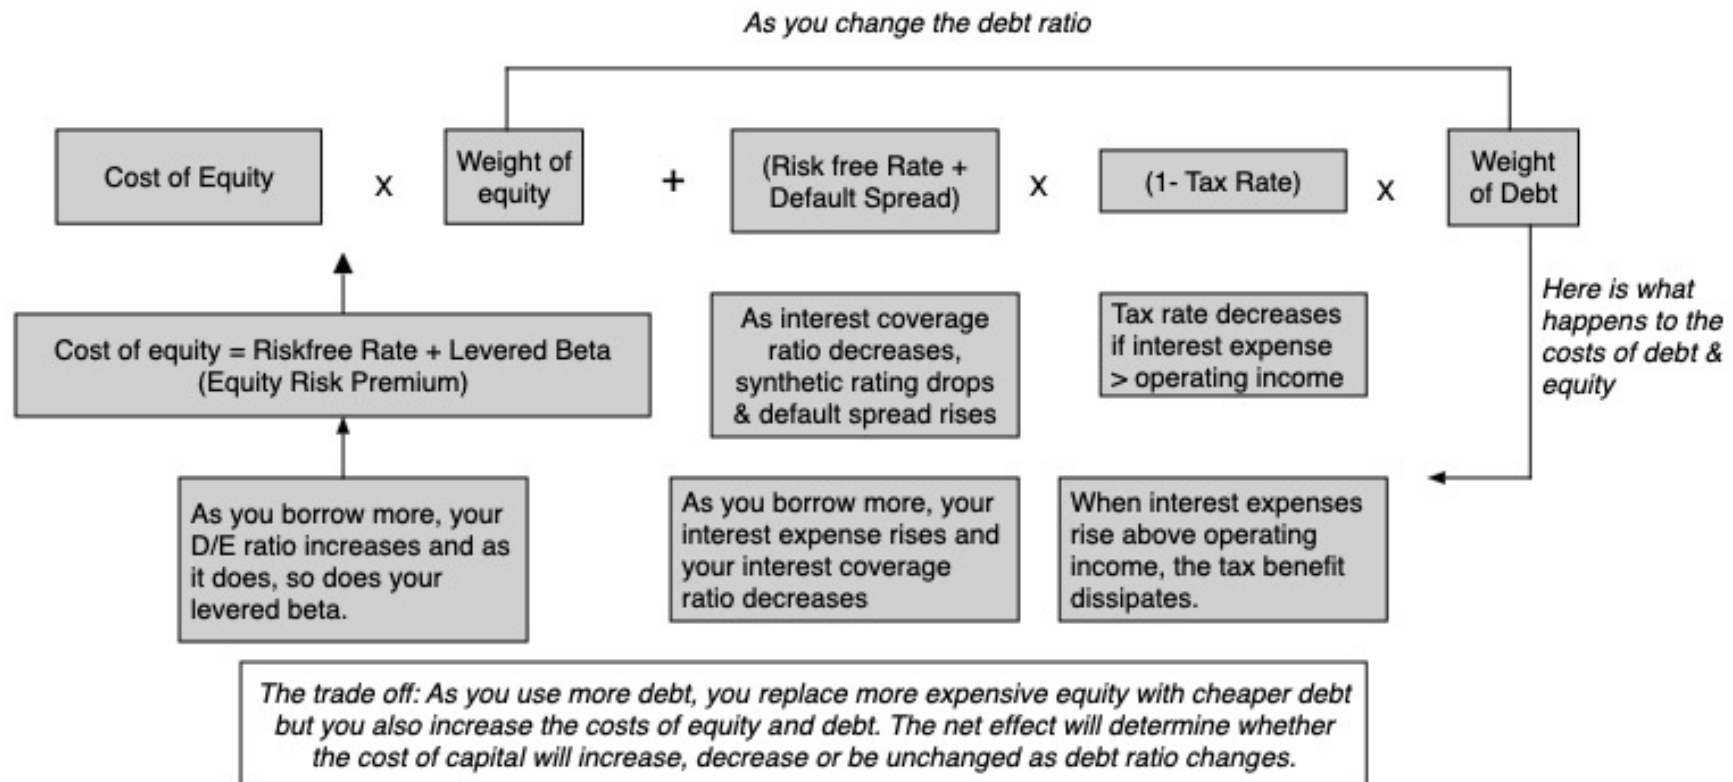 As you change the debt ratio
Cost of Equity
x
Weight of
equity
+
(Risk free Rate +
Default Spread)
x
(1- Tax Rate)
x
Weight
of Debt
Here is what
happens to the
costs of debt &
equity
Cost of equity = Riskfree Rate + Levered Beta
(Equity Risk Premium)
As interest coverage
ratio decreases,
synthetic rating drops
& default spread rises
Tax rate decreases
if interest expense
> operating income
As you borrow more, your
D/E ratio increases and as
it does, so does your
levered beta.
As you borrow more, your
interest expense rises and
your interest coverage
ratio decreases
When interest expenses
rise above operating
income, the tax benefit
dissipates.
The trade off: As you use more debt, you replace more expensive equity with cheaper debt
but you also increase the costs of equity and debt. The net effect will determine whether
the cost of capital will increase, decrease or be unchanged as debt ratio changes.